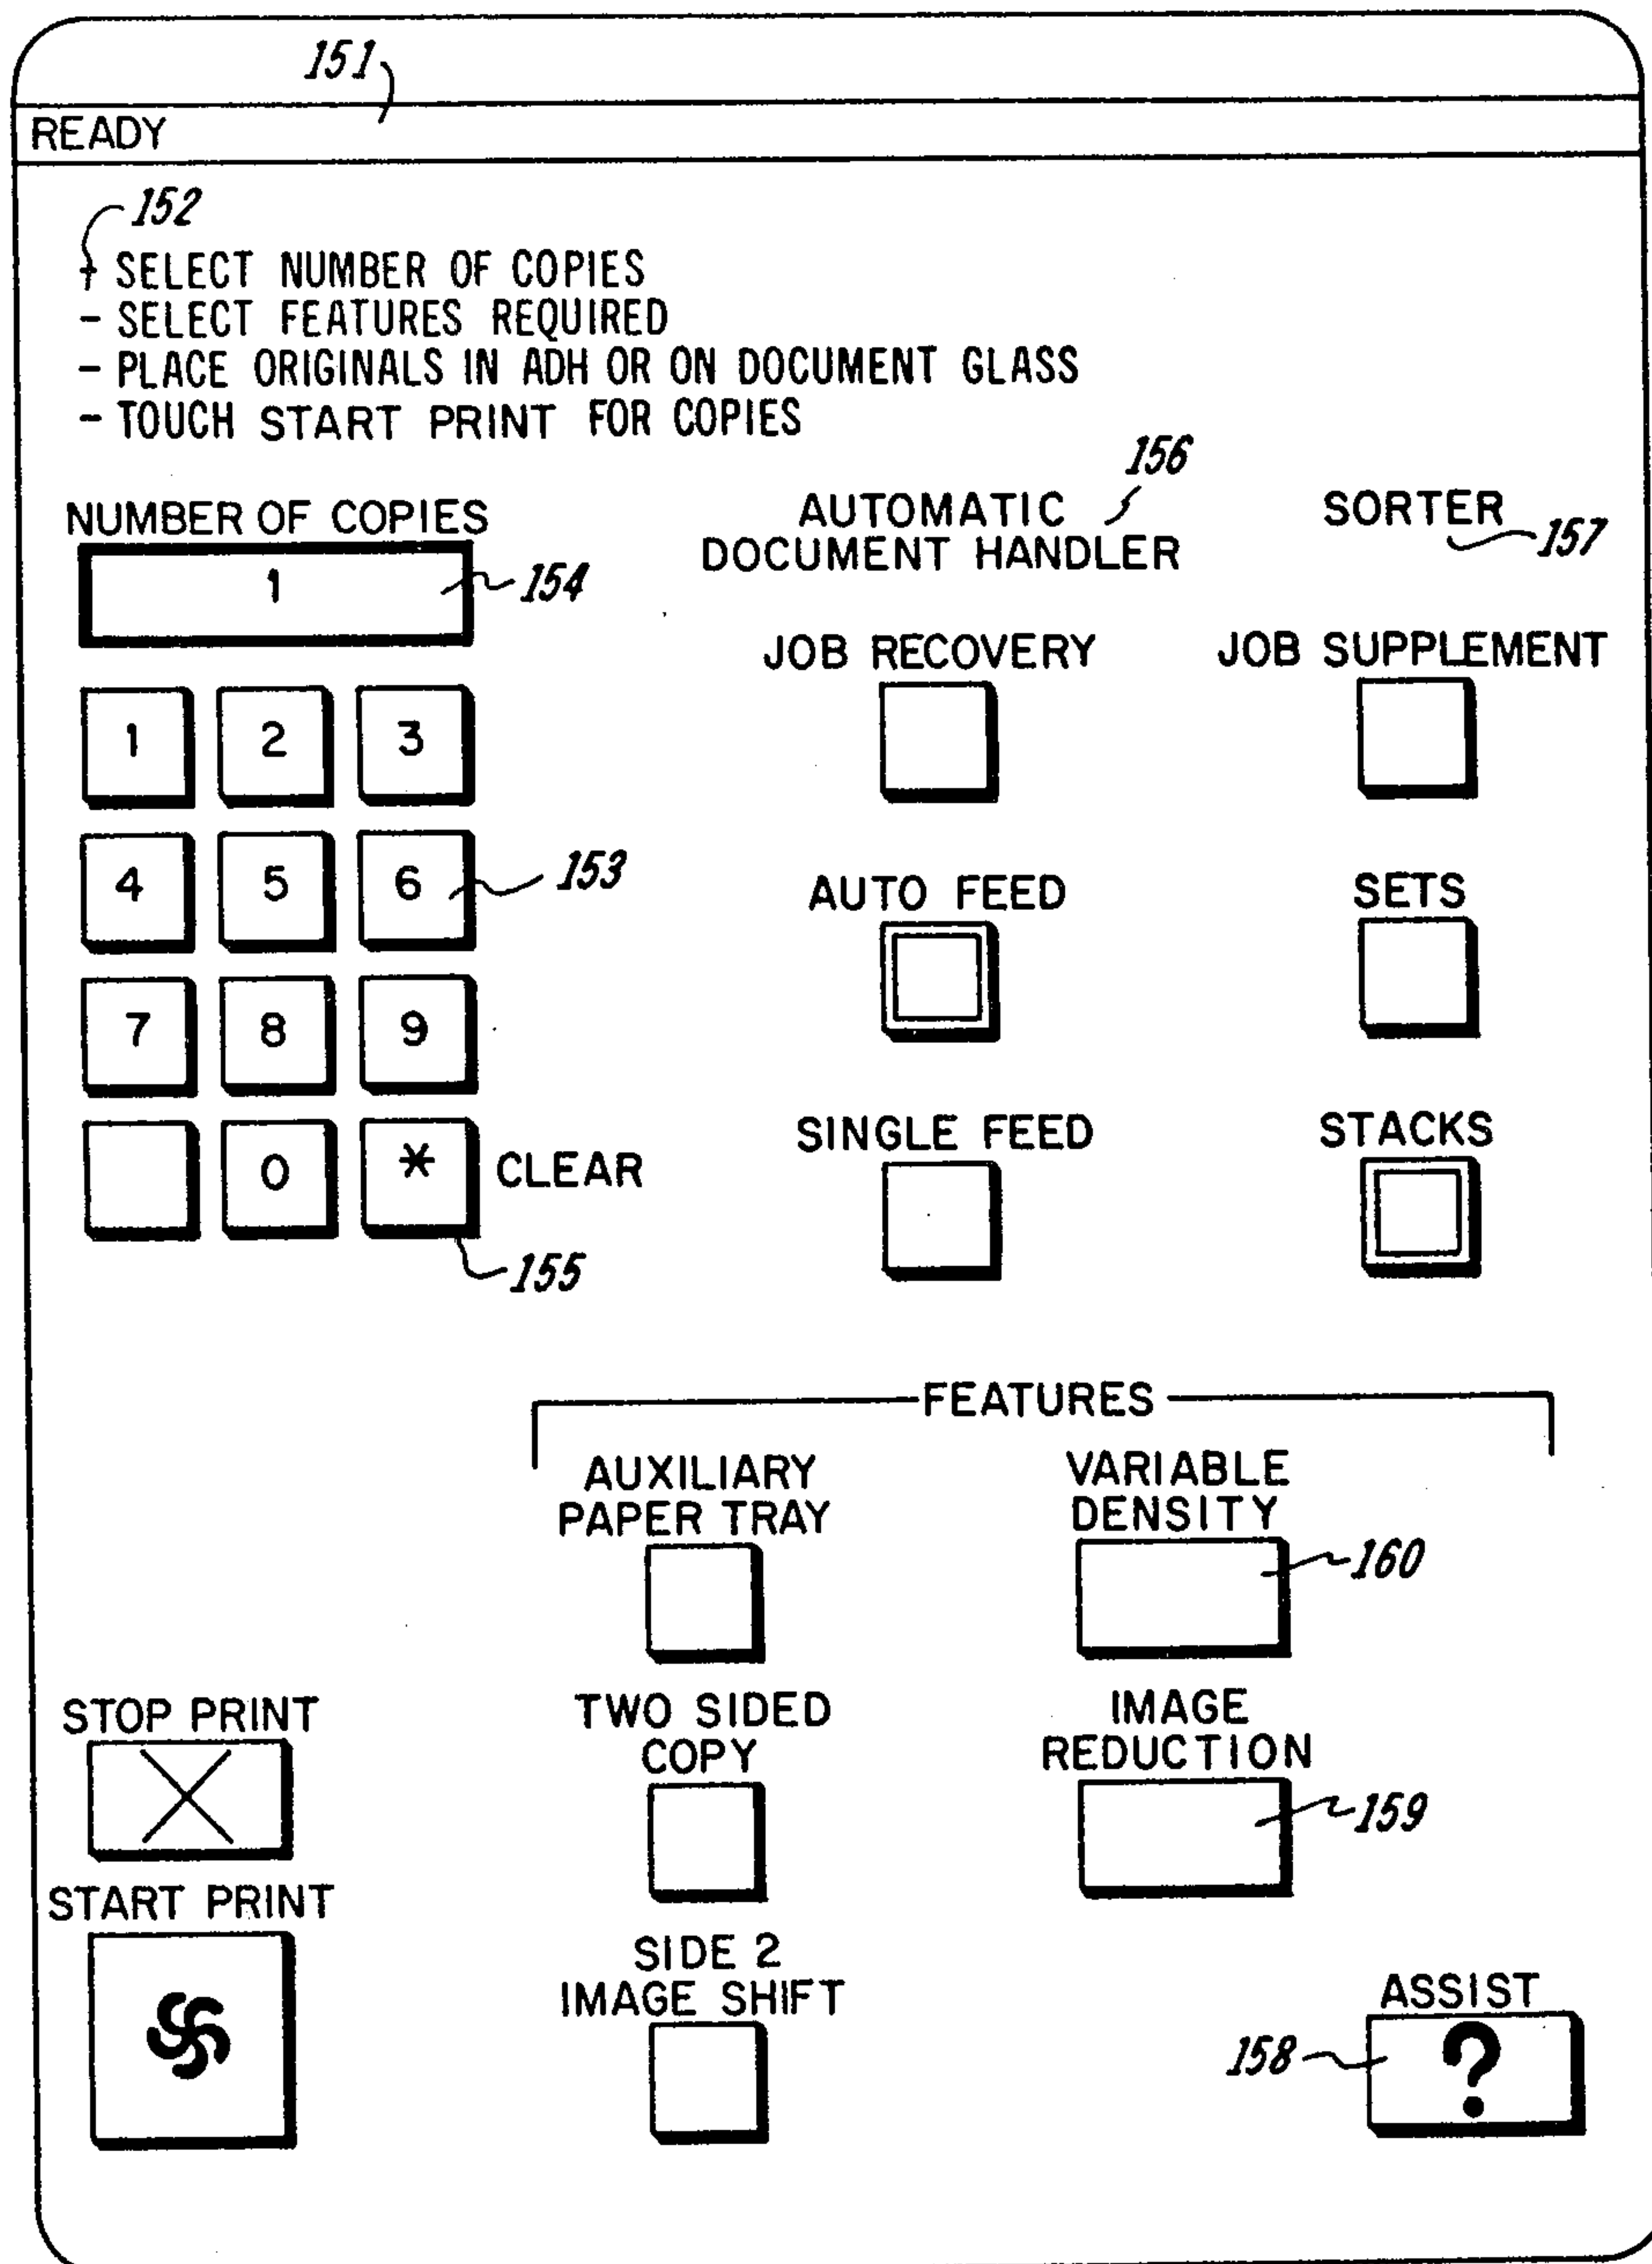 151
READY
152
- SELECT NUMBER OF COPIES
- SELECT FEATURES REQUIRED
- PLACE ORIGINALS IN ADH OR ON DOCUMENT GLASS
- TOUCH START PRINT FOR COPIES
NUMBER OF COPIES
1
154
1 2 3
4 5 6
153
7 8 9
0 * CLEAR
155
AUTOMATIC
DOCUMENT HANDLER
156
JOB RECOVERY
AUTO FEED
SINGLE FEED
SORTER
157
JOB SUPPLEMENT
SETS
STACKS
FEATURES
AUXILIARY
PAPER TRAY
VARIABLE
DENSITY
160
STOP PRINT
TWO SIDED
COPY
IMAGE
REDUCTION
159
START PRINT
SIDE 2
IMAGE SHIFT
ASSIST
158
?